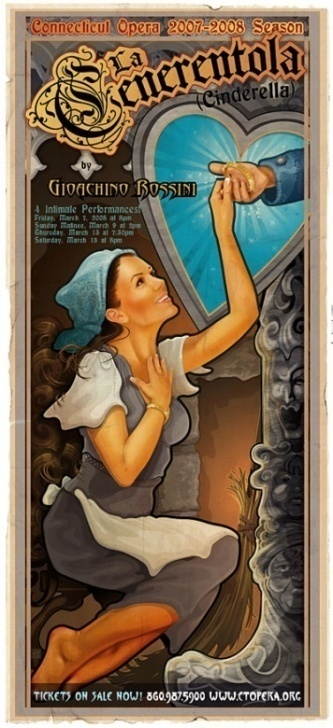 Connecticut Opera 2007-2008 Season
La
Cenerentola
(Cinderella)
by
Gioachino Rossini
4 Intimate Performances:
Friday, March 7, 2008 at 8pm
Sunday Matinee, March 9 at 2pm
Thursday, March 13 at 7:30pm
Saturday, March 15 at 8pm
TICKETS ON SALE NOW! 860.987.5900 WWW.CTOPERA.ORG